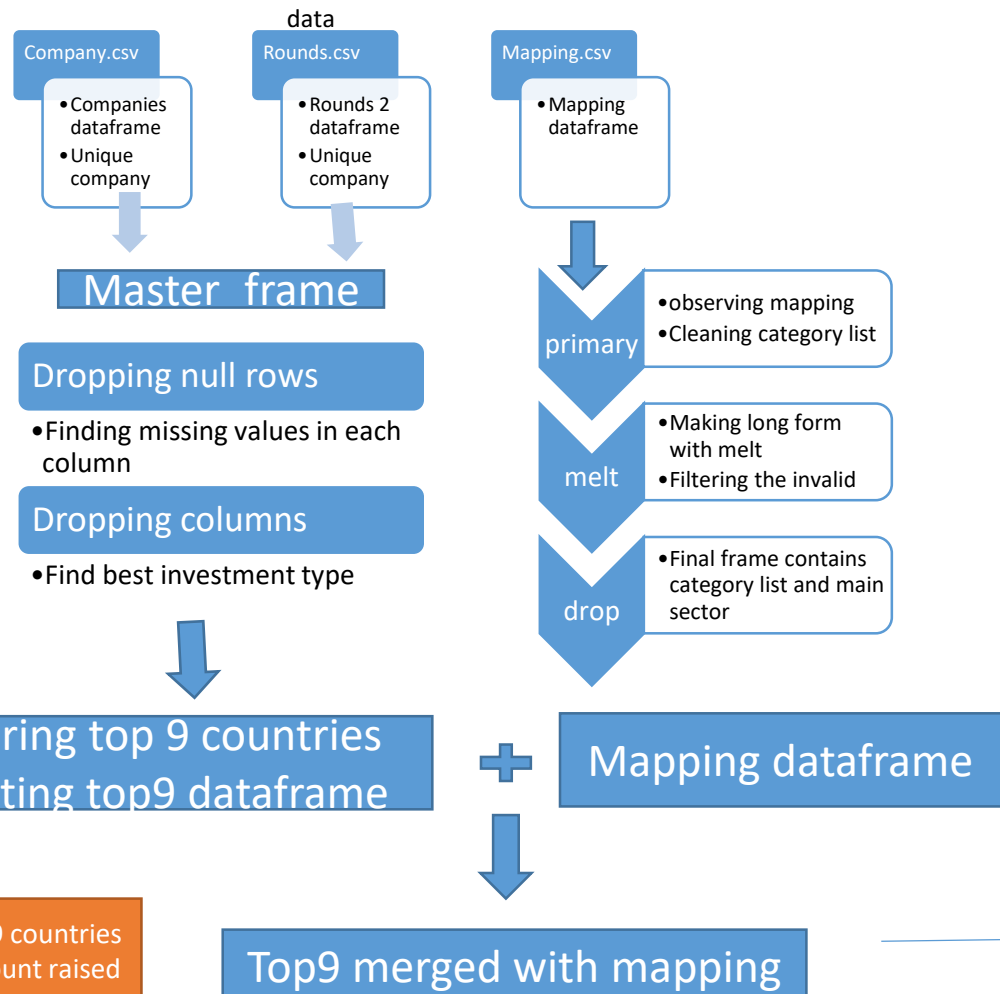 data
Company.csv
•Companies
dataframe
•Unique
company
Rounds.csv
•Rounds 2
dataframe
•Unique
company
Mapping.csv
•Mapping
dataframe
Master frame
Dropping null rows
•Finding missing values in each
column
Dropping columns
•Find best investment type
primary
•observing mapping
•Cleaning category list
melt
•Making long form
with melt
•Filtering the invalid
drop
•Final frame contains
category list and main
sector
ring top 9 countries
ting top9 dataframe
Mapping dataframe
countries
unt raised
Top9 merged with mapping